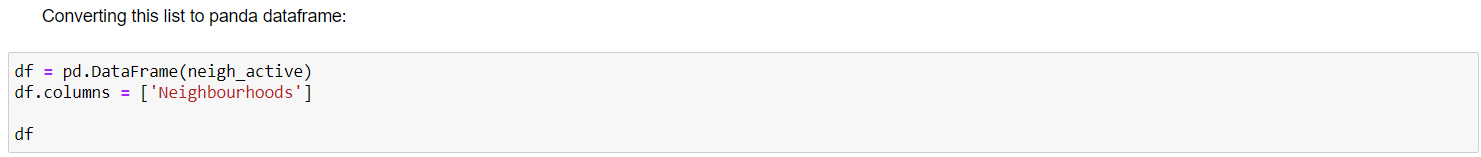 Converting this list to panda dataframe:
df = pd.DataFrame(neigh_active)
df.columns = ['Neighbourhoods']
df